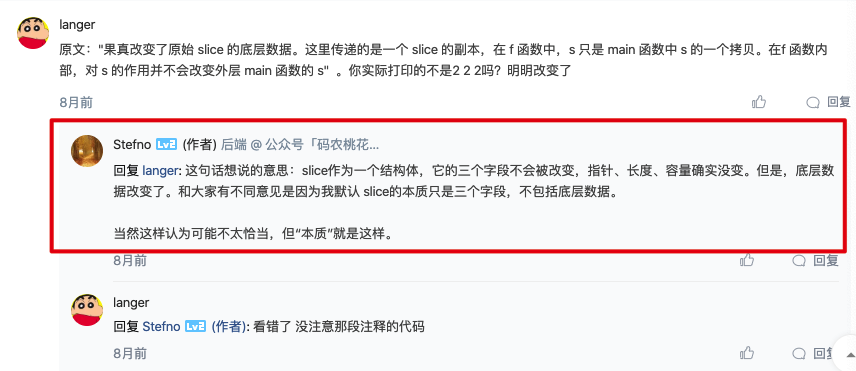 langer
原文："果真改变了原始 slice 的底层数据。这里传递的是一个 slice 的副本，在 f 函数中，s 只是 main 函数中 s 的一个拷贝。在f 函数内
部，对 s 的作用并不会改变外层 main 函数的 s" 。你实际打印的不是2 2 2吗？明明改变了
8月前 回复
Stefno Lv2 (作者) 后端 @ 公众号「码农桃花...
回复 langer: 这句话想说的意思：slice作为一个结构体，它的三个字段不会被改变，指针、长度、容量确实没变。但是，底层数
据改变了。和大家有不同意见是因为我默认 slice的本质只是三个字段，不包括底层数据。
当然这样认为可能不太恰当，但“本质”就是这样。
8月前 回复
langer
回复 Stefno Lv2 (作者): 看错了 没注意那段注释的代码
8月前